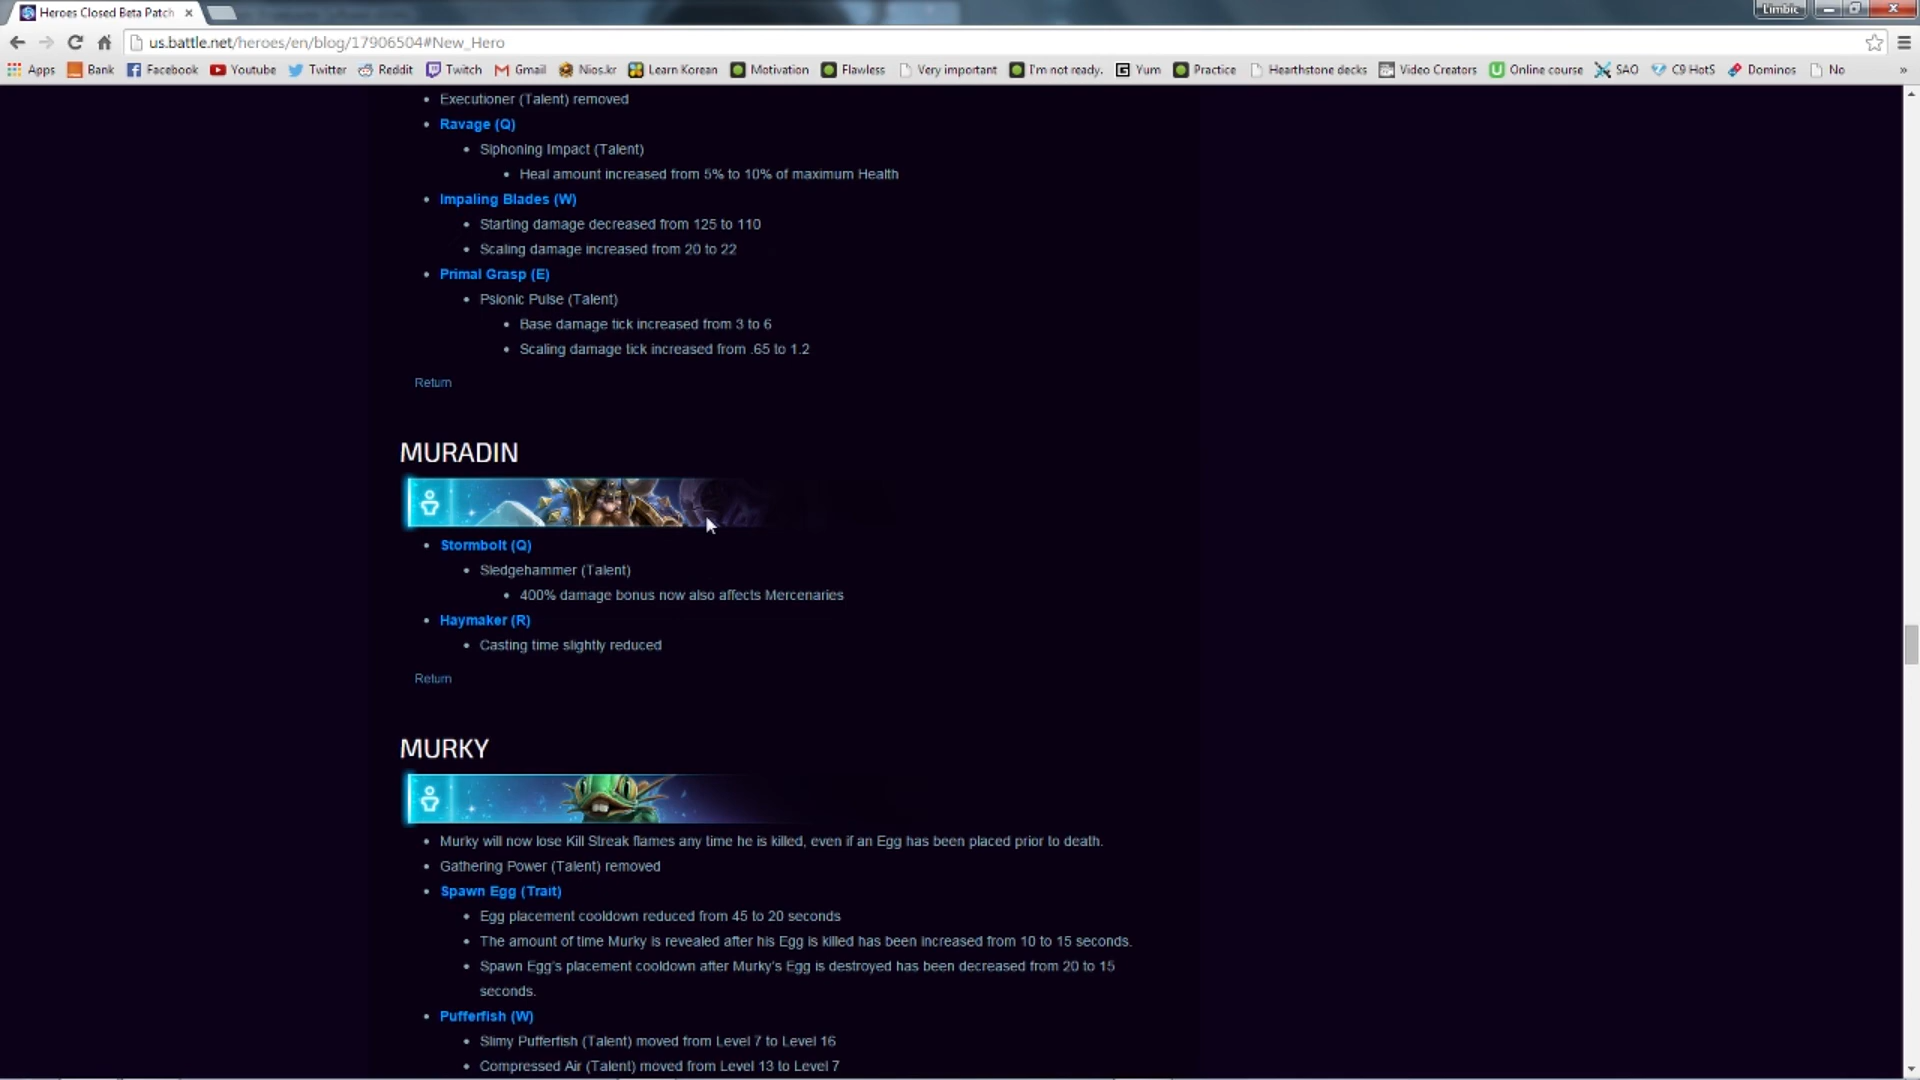 Heroes Closed Beta Patch
Limbic
us.battle.net/heroes/en/blog/17906504#New_Hero
Apps Bank Facebook Youtube Twitter Reddit Twitch Gmail Nios.kr Learn Korean Motivation Flawless Very important I'm not ready. Yum Practice Hearthstone decks Video Creators Online course SAO C9 HotS Dominos No »
Executioner (Talent) removed
Ravage (Q)
Siphoning Impact (Talent)
Heal amount increased from 5% to 10% of maximum Health
Impaling Blades (W)
Starting damage decreased from 125 to 110
Scaling damage increased from 20 to 22
Primal Grasp (E)
Psionic Pulse (Talent)
Base damage tick increased from 3 to 6
Scaling damage tick increased from .65 to 1.2
Return
MURADIN
Stormbolt (Q)
Sledgehammer (Talent)
400% damage bonus now also affects Mercenaries
Haymaker (R)
Casting time slightly reduced
Return
MURKY
Murky will now lose Kill Streak flames any time he is killed, even if an Egg has been placed prior to death.
Gathering Power (Talent) removed
Spawn Egg (Trait)
Egg placement cooldown reduced from 45 to 20 seconds
The amount of time Murky is revealed after his Egg is killed has been increased from 10 to 15 seconds.
Spawn Egg's placement cooldown after Murky's Egg is destroyed has been decreased from 20 to 15
seconds.
Pufferfish (W)
Slimy Pufferfish (Talent) moved from Level 7 to Level 16
Compressed Air (Talent) moved from Level 13 to Level 7